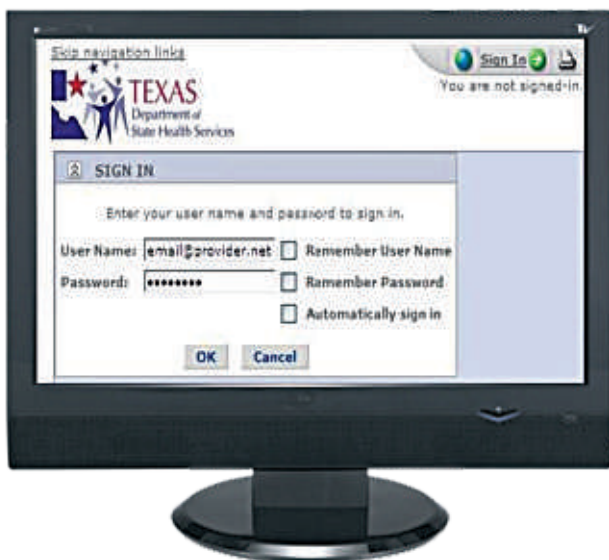 Skip navigation links
Sign In
You are not signed-in
TEXAS
Department of
State Health Services
SIGN IN
Enter your user name and password to sign in.
User Name: email@provider.net Remember User Name
Password: •••••••• Remember Password
Automatically sign in
OK Cancel